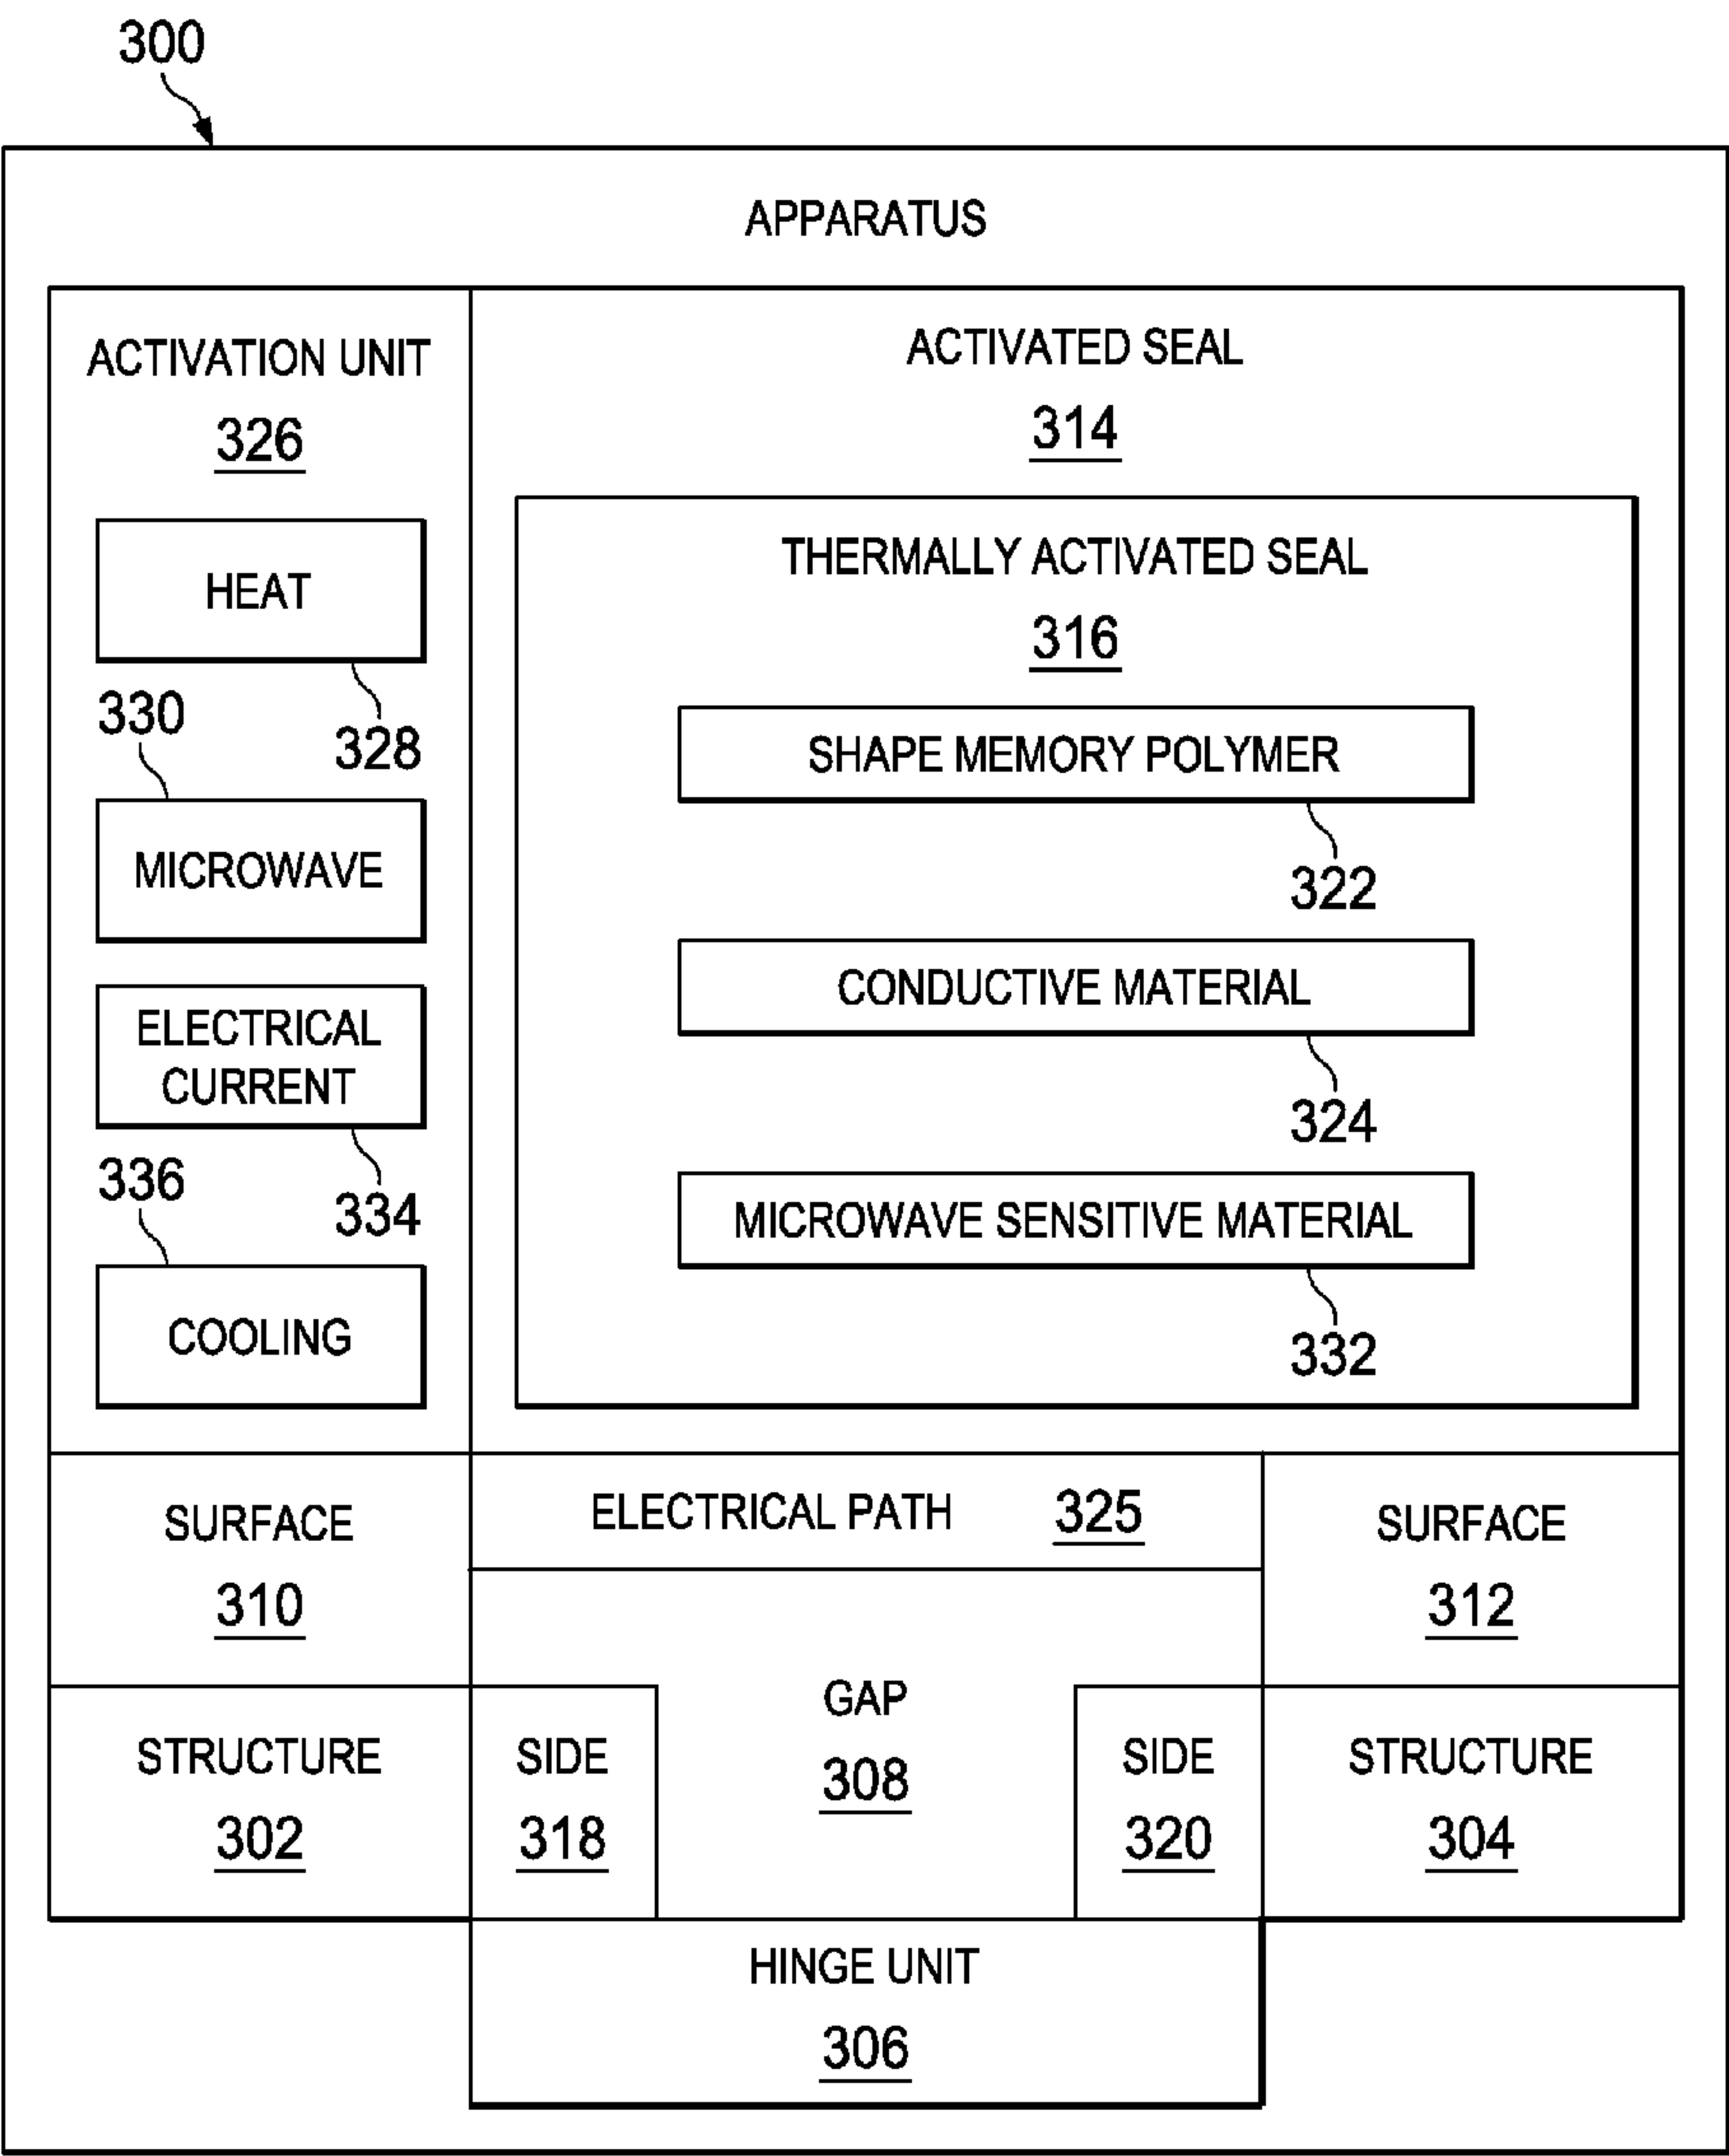 300
APPARATUS
ACTIVATION UNIT
326
HEAT
328
330
MICROWAVE
ELECTRICAL
CURRENT
334
336
COOLING
ACTIVATED SEAL
314
THERMALLY ACTIVATED SEAL
316
SHAPE MEMORY POLYMER
322
CONDUCTIVE MATERIAL
324
MICROWAVE SENSITIVE MATERIAL
332
SURFACE
310
ELECTRICAL PATH 325
SURFACE
312
STRUCTURE
302
SIDE
318
GAP
308
SIDE
320
STRUCTURE
304
HINGE UNIT
306